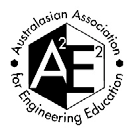 Australasian Association
A²E²
for Engineering Education